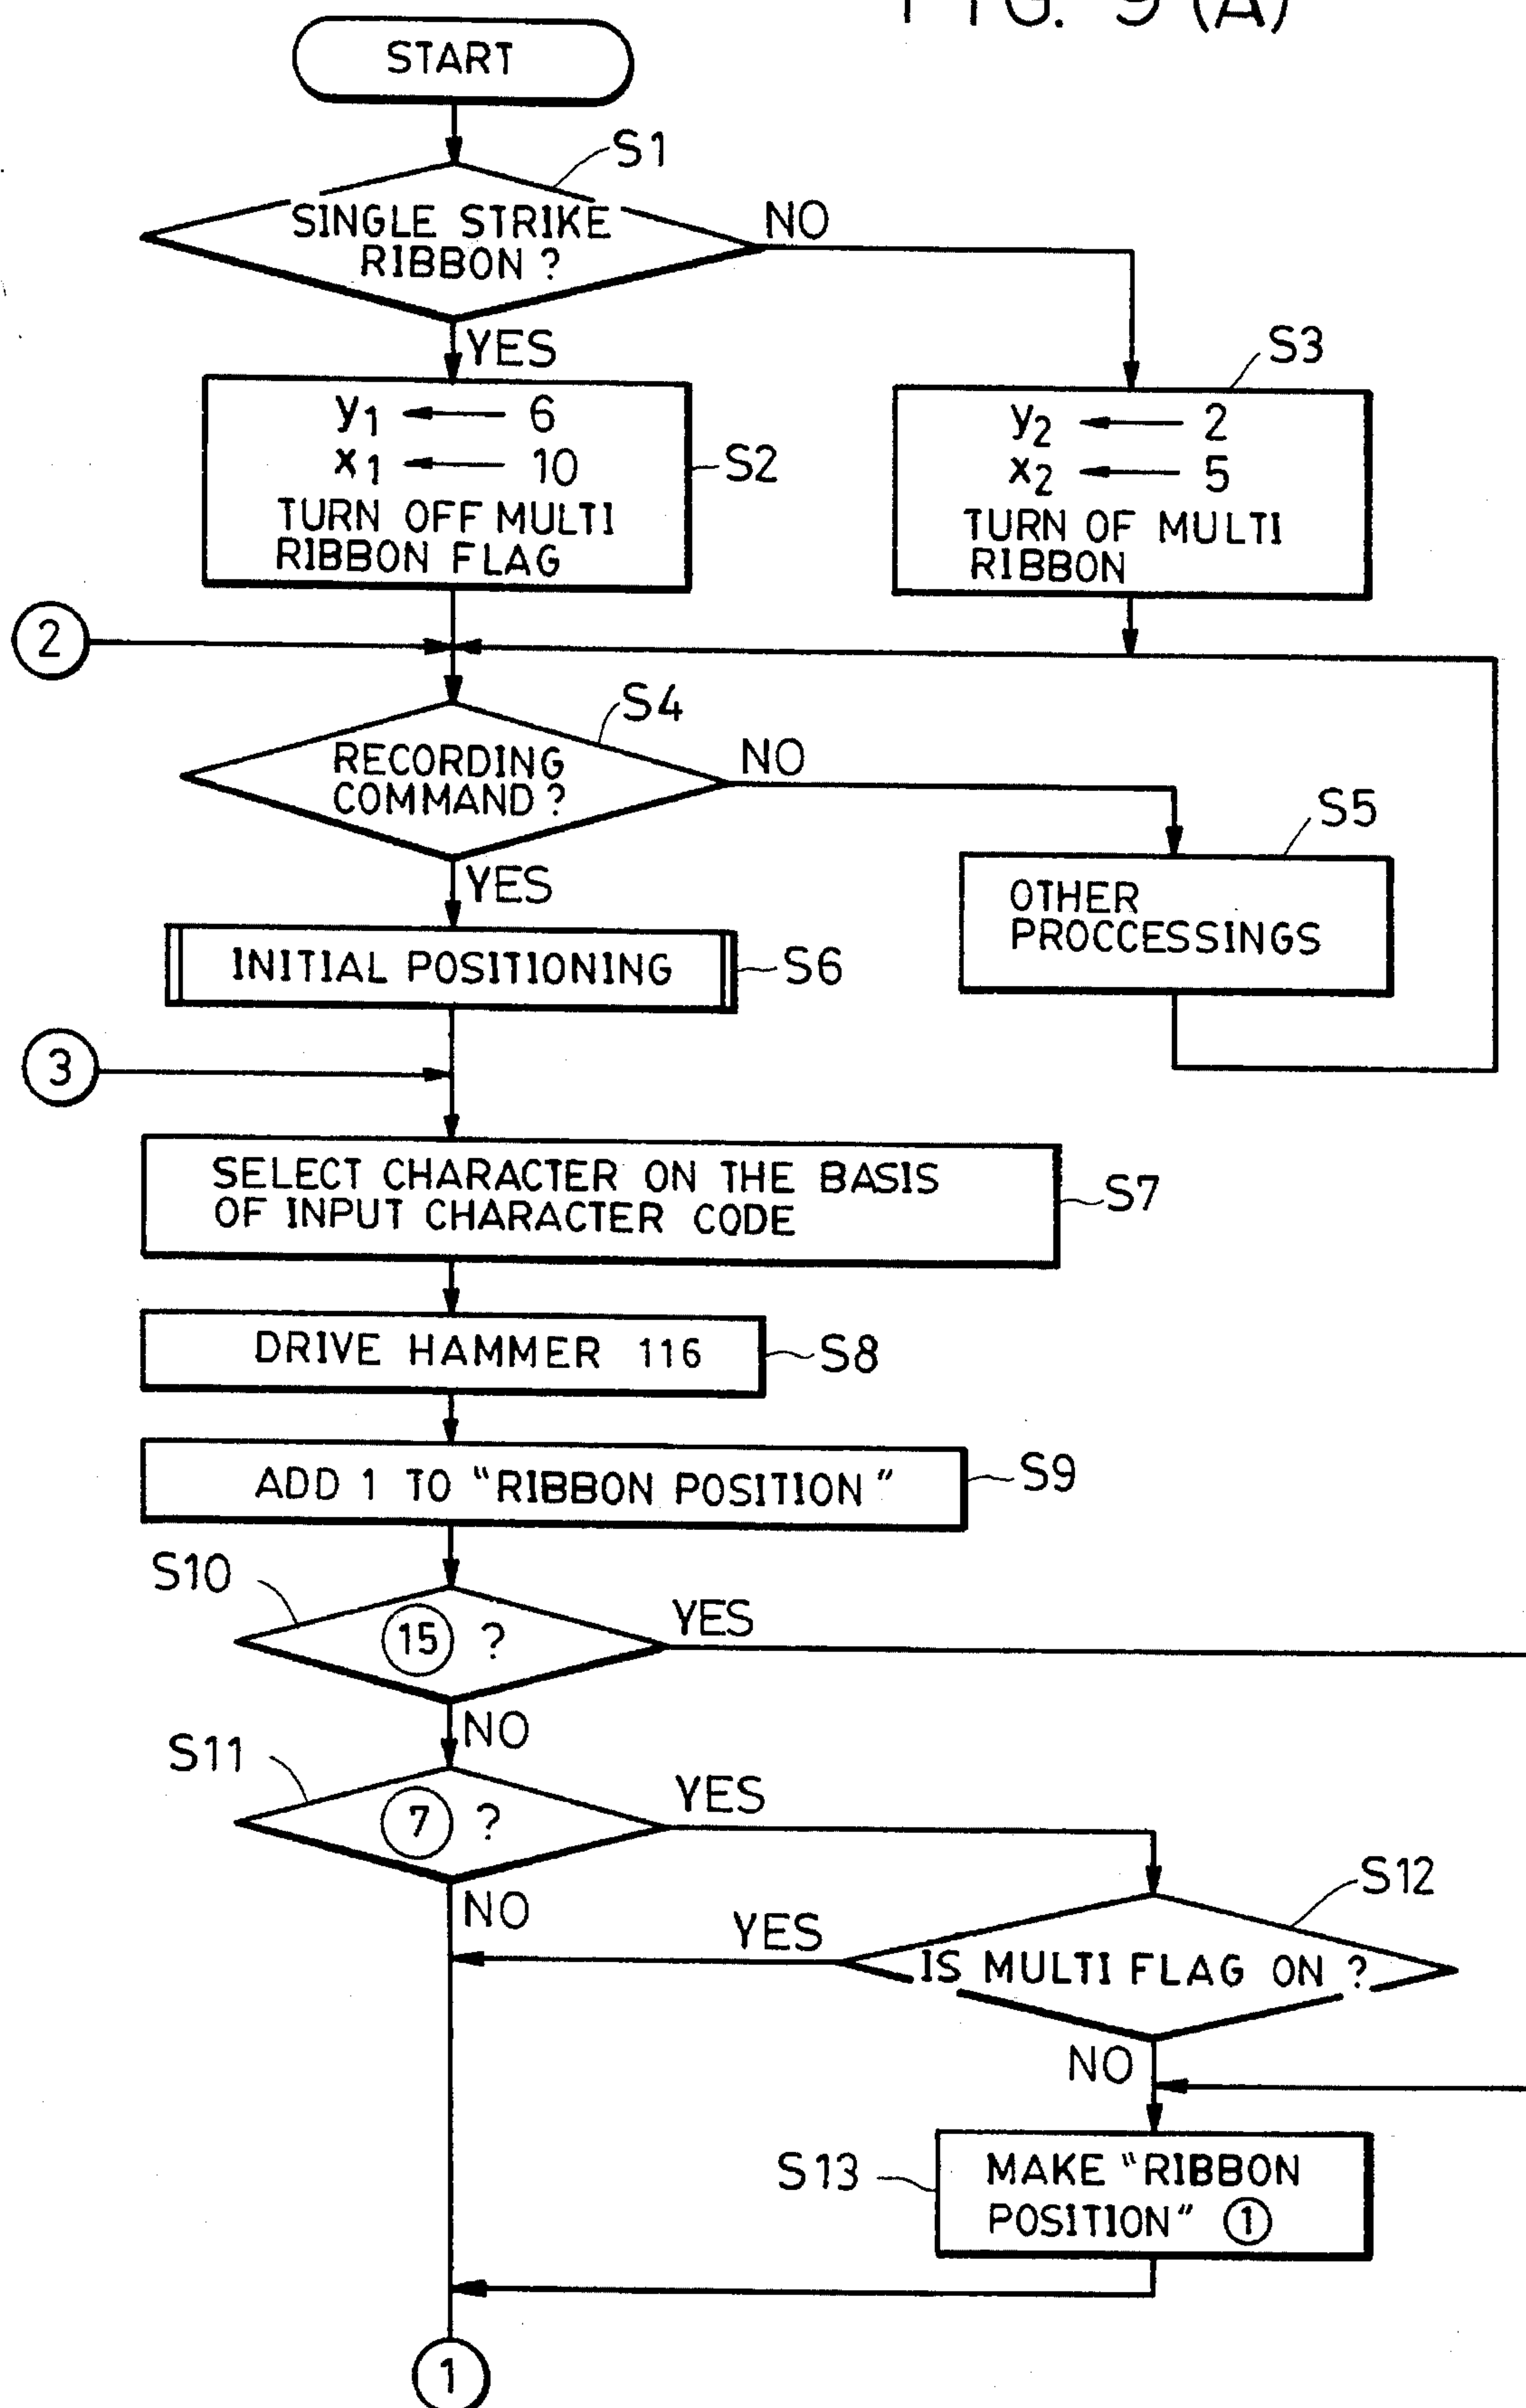 FIG. 9 (A)
START
S1
SINGLE STRIKE
RIBBON ?
NO
YES
y1 ← 6
x1 ← 10
TURN OFF MULTI
RIBBON FLAG
S2
S3
y2 ← 2
x2 ← 5
TURN OF MULTI
RIBBON
2
S4
RECORDING
COMMAND ?
NO
YES
S5
OTHER
PROCCESSINGS
INITIAL POSITIONING
S6
3
SELECT CHARACTER ON THE BASIS
OF INPUT CHARACTER CODE
S7
DRIVE HAMMER 116
S8
ADD 1 TO "RIBBON POSITION"
S9
S10
15 ?
YES
NO
S11
7 ?
YES
NO
S12
IS MULTI FLAG ON ?
YES
NO
S13
MAKE "RIBBON
POSITION" 1
1